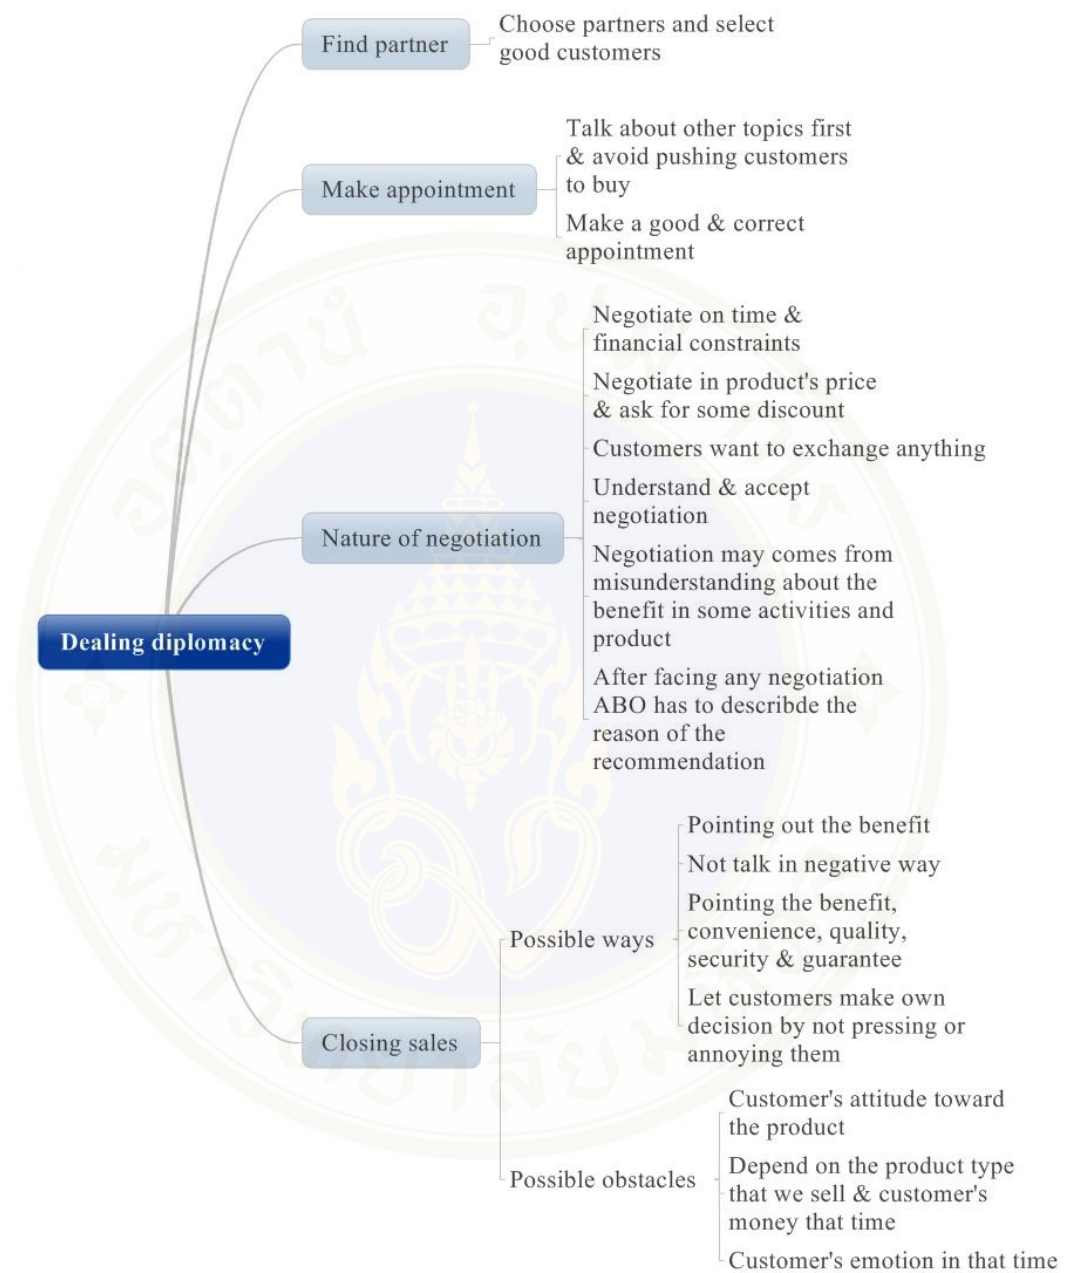 Find partner
Choose partners and select
good customers
Make appointment
Talk about other topics first
& avoid pushing customers
to buy
Make a good & correct
appointment
Nature of negotiation
Negotiate on time &
financial constraints
Negotiate in product's price
& ask for some discount
Customers want to exchange anything
Understand & accept
negotiation
Negotiation may comes from
misunderstanding about the
benefit in some activities and
product
After facing any negotiation
ABO has to describde the
reason of the
recommendation
Dealing diplomacy
Closing sales
Possible ways
Pointing out the benefit
Not talk in negative way
Pointing the benefit,
convenience, quality,
security & guarantee
Let customers make own
decision by not pressing or
annoying them
Possible obstacles
Customer's attitude toward
the product
Depend on the product type
that we sell & customer's
money that time
Customer's emotion in that time